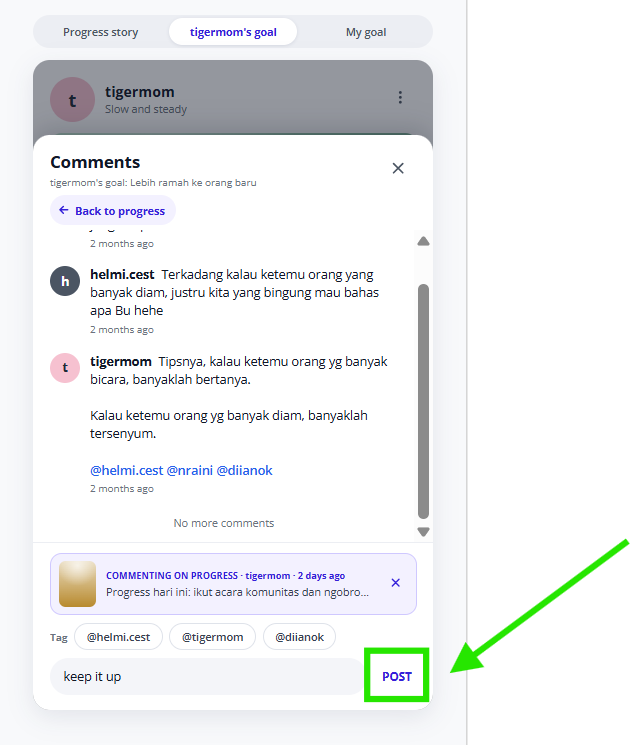 Progress story
tigermom's goal
My goal
t
tigermom
Slow and steady
Comments
tigermom's goal: Lebih ramah ke orang baru
Back to progress
2 months ago
h
helmi.cest Terkadang kalau ketemu orang yang
banyak diam, justru kita yang bingung mau bahas
apa Bu hehe
2 months ago
t
tigermom Tipsnya, kalau ketemu orang yg banyak
bicara, banyaklah bertanya.
Kalau ketemu orang yg banyak diam, banyaklah
tersenyum.
@helmi.cest @nraini @diianok
2 months ago
No more comments
COMMENTING ON PROGRESS · tigermom · 2 days ago
Progress hari ini: ikut acara komunitas dan ngobro...
Tag
@helmi.cest
@tigermom
@diianok
keep it up
POST